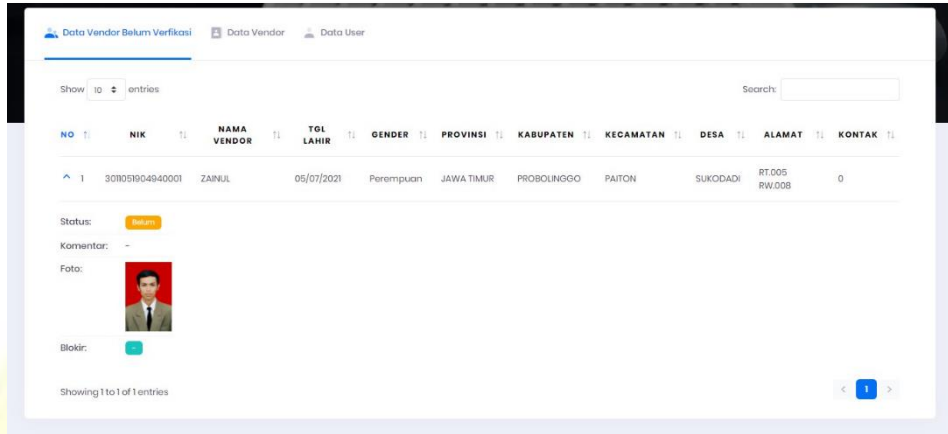 Data Vendor Belum Verfikasi Data Vendor Data User
Show 10 entries Search:
NO NIK NAMA VENDOR TGL LAHIR GENDER PROVINSI KABUPATEN KECAMATAN DESA ALAMAT KONTAK
1 3011051904940001 ZAINUL 05/07/2021 Perempuan JAWA TIMUR PROBOLINGGO PAITON SUKODADI RT.005 RW.008 0
Status: Belum
Komentar: -
Foto:
Blokir: -
Showing 1 to 1 of 1 entries
< 1 >